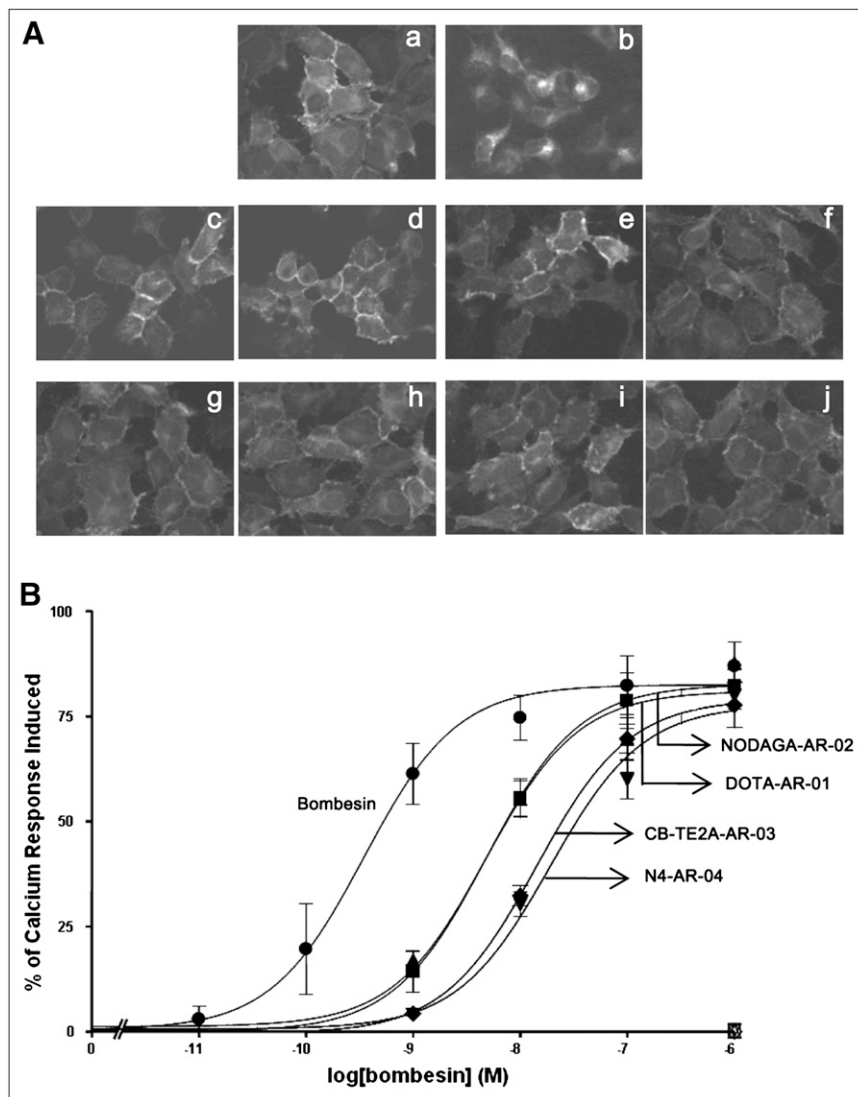 A
a
b
c
d
e
f
g
h
i
j
B
% of Calcium Response Induced
100
75
50
25
0
Bombesin
NODAGA-AR-02
DOTA-AR-01
CB-TE2A-AR-03
N4-AR-04
0
-11
-10
-9
-8
-7
-6
log[bombesin] (M)